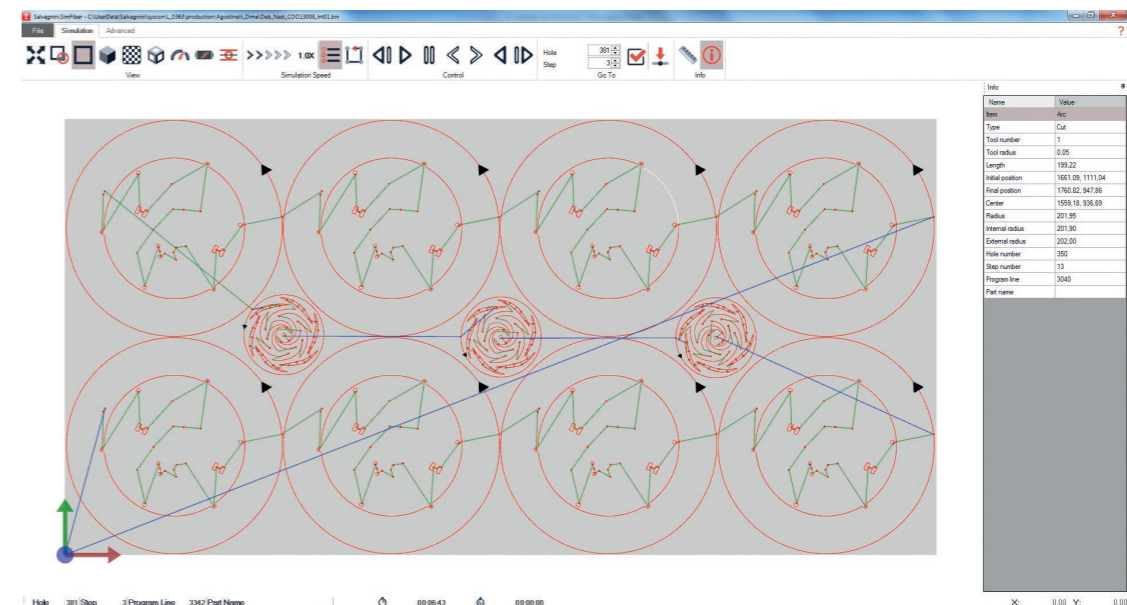 Salvagnini:SimFiber - C:\UserData\Salvagnini\syscon\L_0363\production\Agostinelli\_Dime\Deb_Nest_COO13008_Int01.bin
File Simulation Advanced ?
1.0X
Hole 381
Step 3
View Simulation Speed Control Go To Info
Info
Name Value
Item Arc
Type Cut
Tool number 1
Tool radius 0,05
Length 199,22
Initial position 1661,09, 1111,04
Final position 1760,82, 947,86
Center 1559,18, 936,69
Radius 201,95
Internal radius 201,90
External radius 202,00
Hole number 350
Step number 13
Program line 3040
Part name
Hole 381 Step 3 Program Line 3342 Part Name 00:06:43 00:00:00 X: 0.00 Y: 0.00